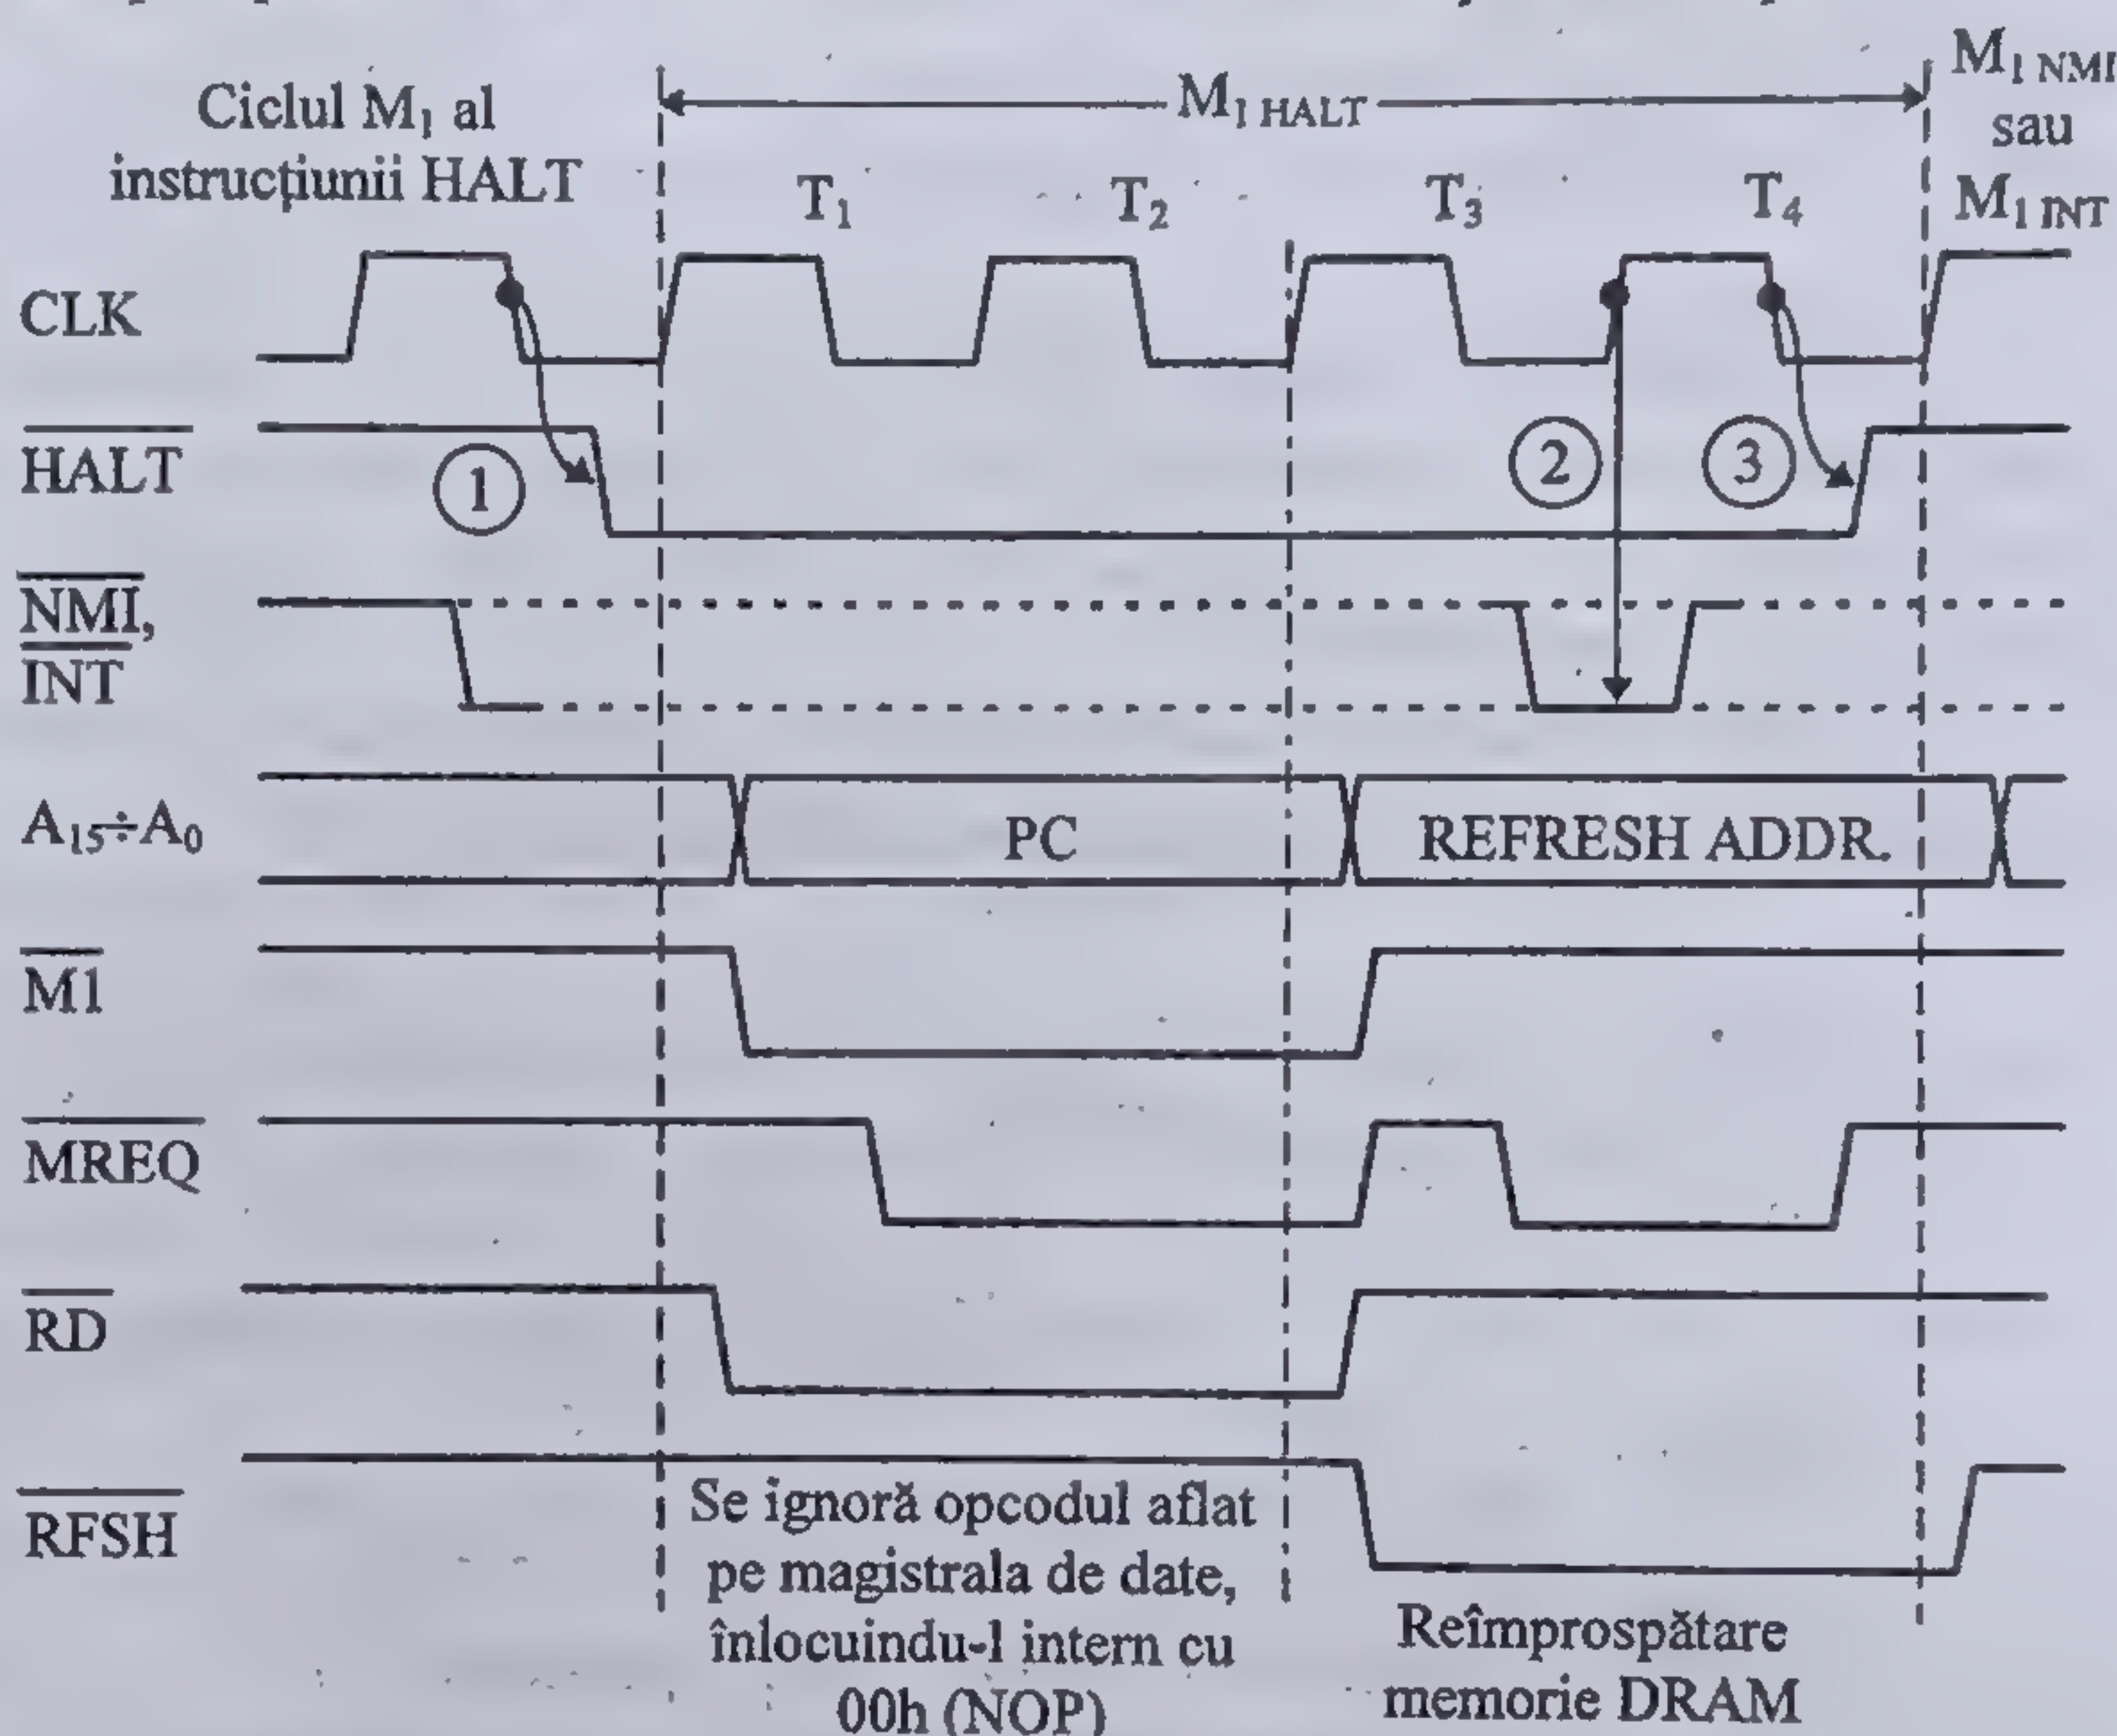 Ciclul M₁ al
instrucțiunii HALT
M₁ HALT
M₁ NMI
sau
M₁ INT
T₁
T₂
T₃
T₄
CLK
HALT
1
2
3
NMI,
INT
A₁₅÷A₀
PC
REFRESH ADDR.
M1
MREQ
RD
RFSH
Se ignoră opcodul aflat
pe magistrala de date,
înlocuindu-l intern cu
00h (NOP)
Reîmprospătare
memorie DRAM